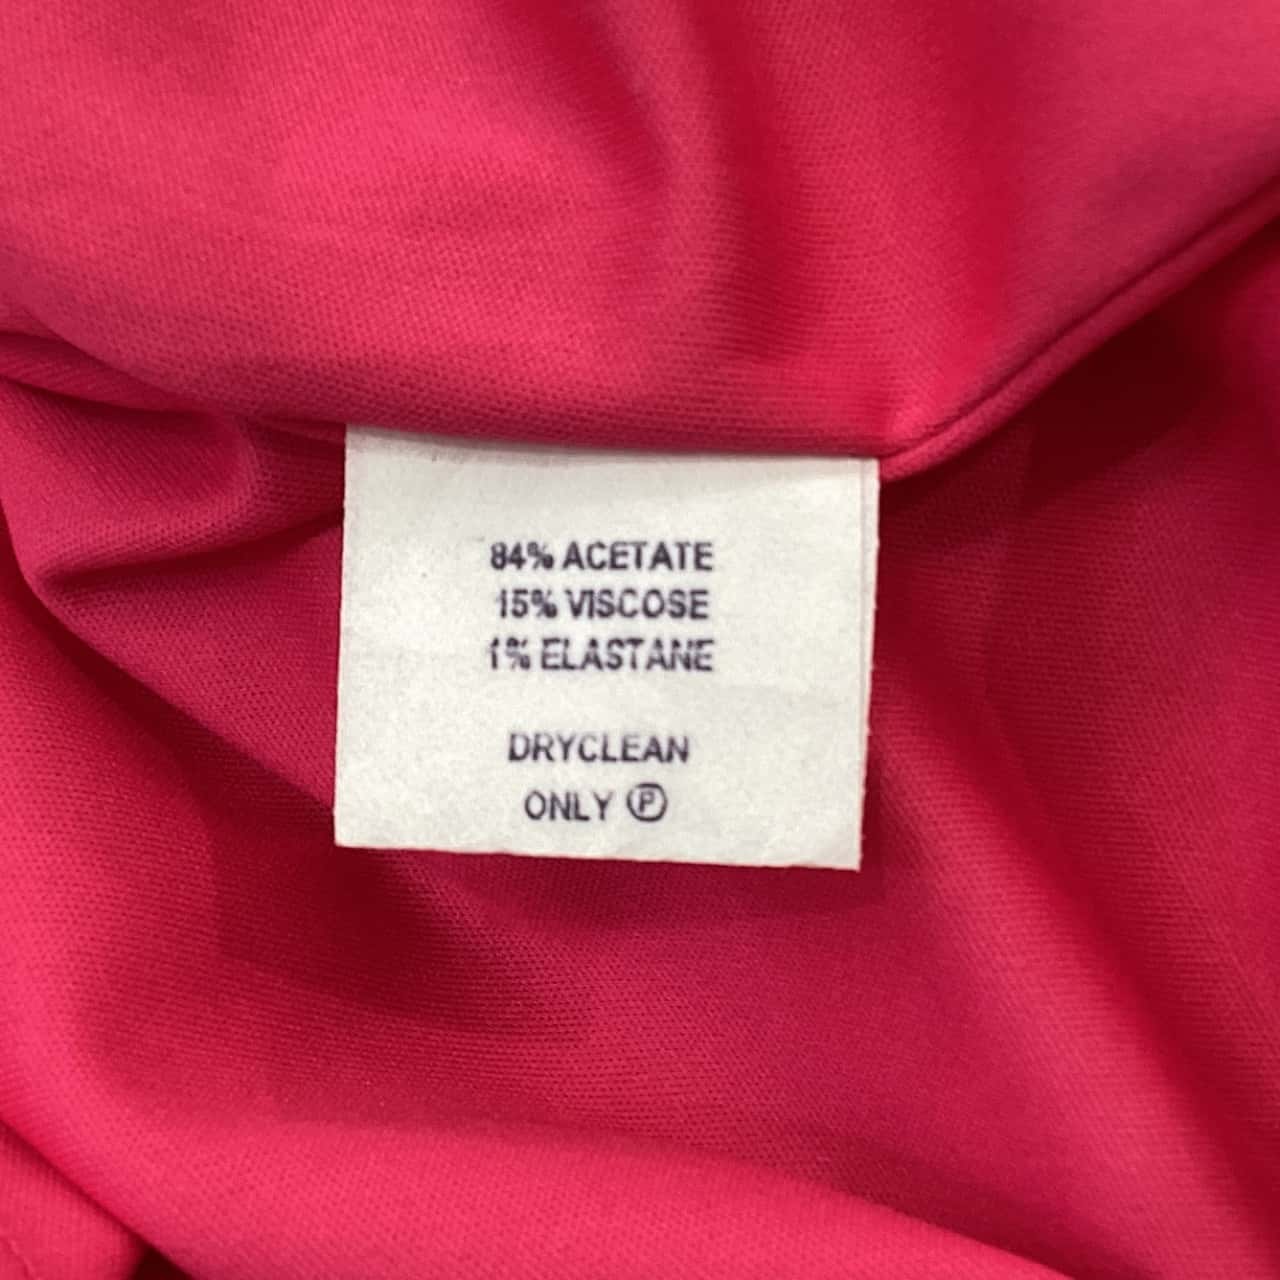 84% ACETATE
15% VISCOSE
1% ELASTANE
DRYCLEAN
ONLY Ⓟ